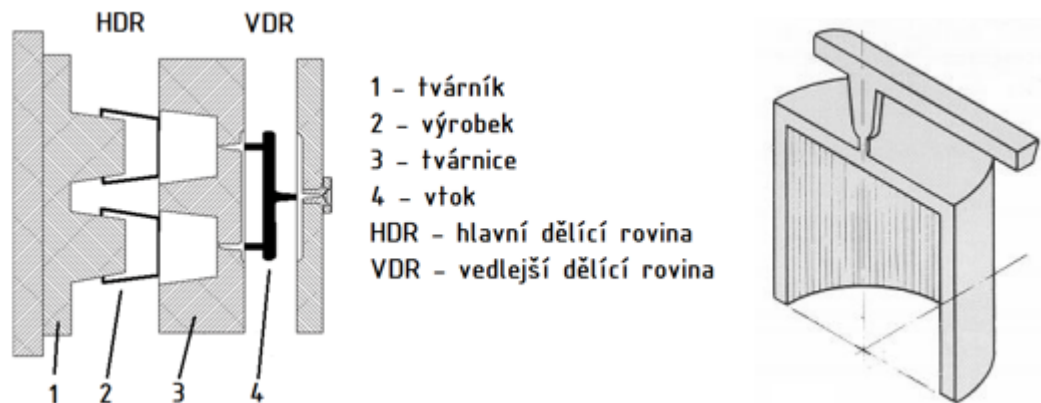 HDR VDR
1 - tvárník
2 - výrobek
3 - tvárnice
4 - vtok
HDR - hlavní dělící rovina
VDR - vedlejší dělící rovina
1 2 3 4